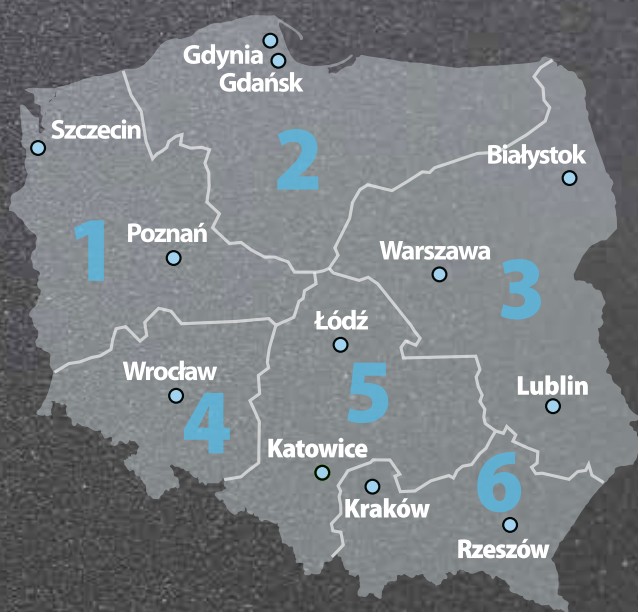 Gdynia
Gdańsk
Szczecin
2
Białystok
1
Poznań
Warszawa
3
Łódź
Wrocław
4
5
Lublin
Katowice
6
Kraków
Rzeszów